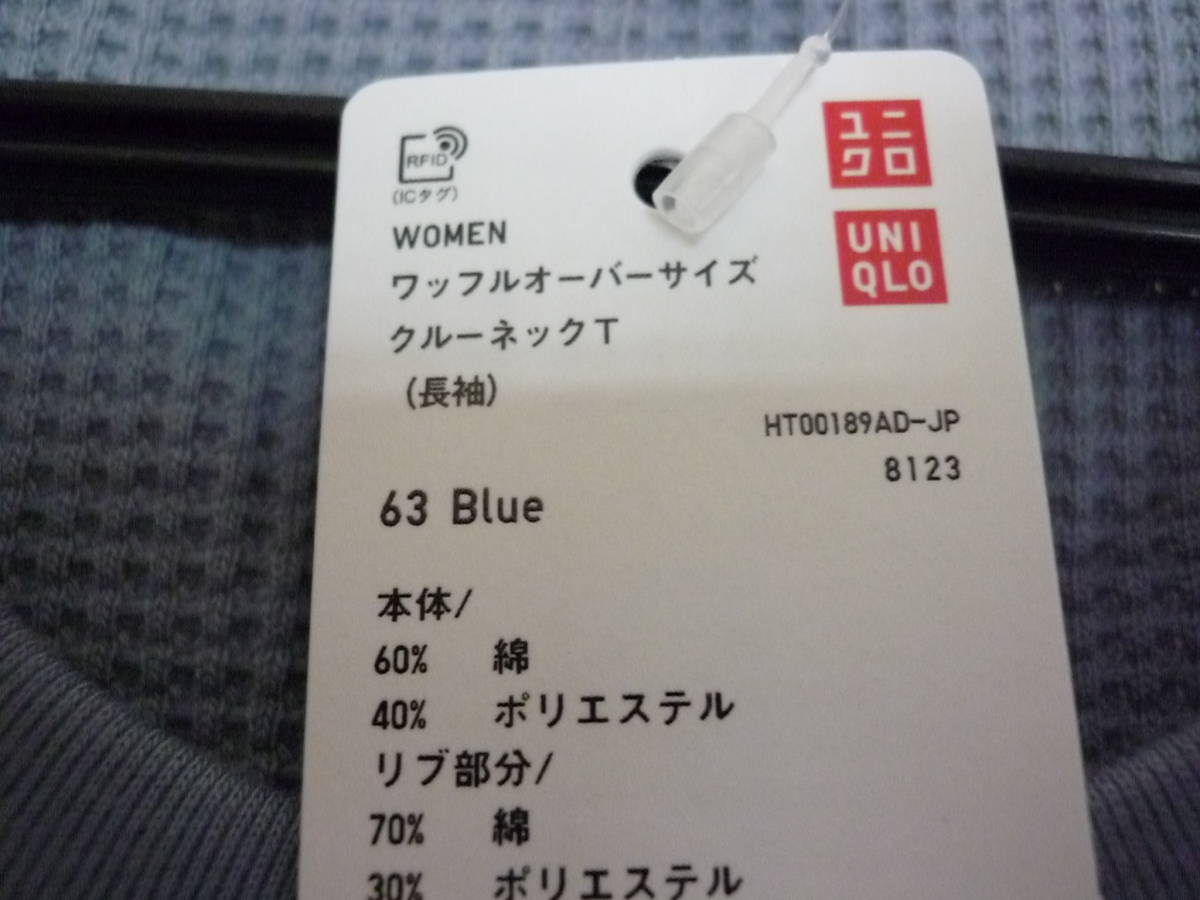 RFID
(ICタグ)
ユニ
クロ
UNI
QLO
WOMEN
ワッフルオーバーサイズ
クルーネックT
(長袖)
HT00189AD-JP
8123
63 Blue
本体/
60% 綿
40% ポリエステル
リブ部分/
70% 綿
30% ポリエステル